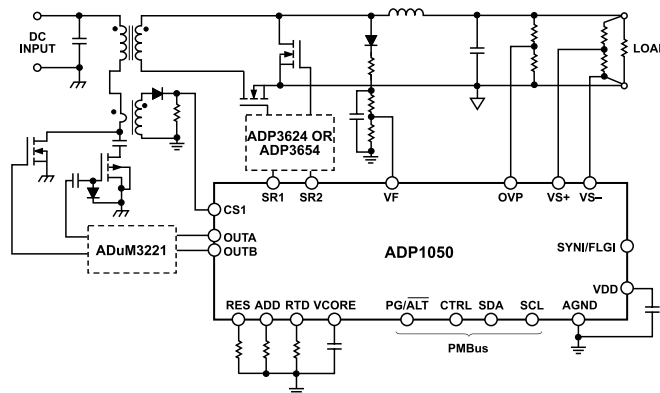 DC
INPUT
LOAD
ADP3624 OR
ADP3654
SR1 SR2 VF OVP VS+ VS–
CS1
OUTA
OUTB
ADuM3221
ADP1050
SYNI/FLGI
VDD
RES ADD RTD VCORE PG/ALT CTRL SDA SCL AGND
PMBus